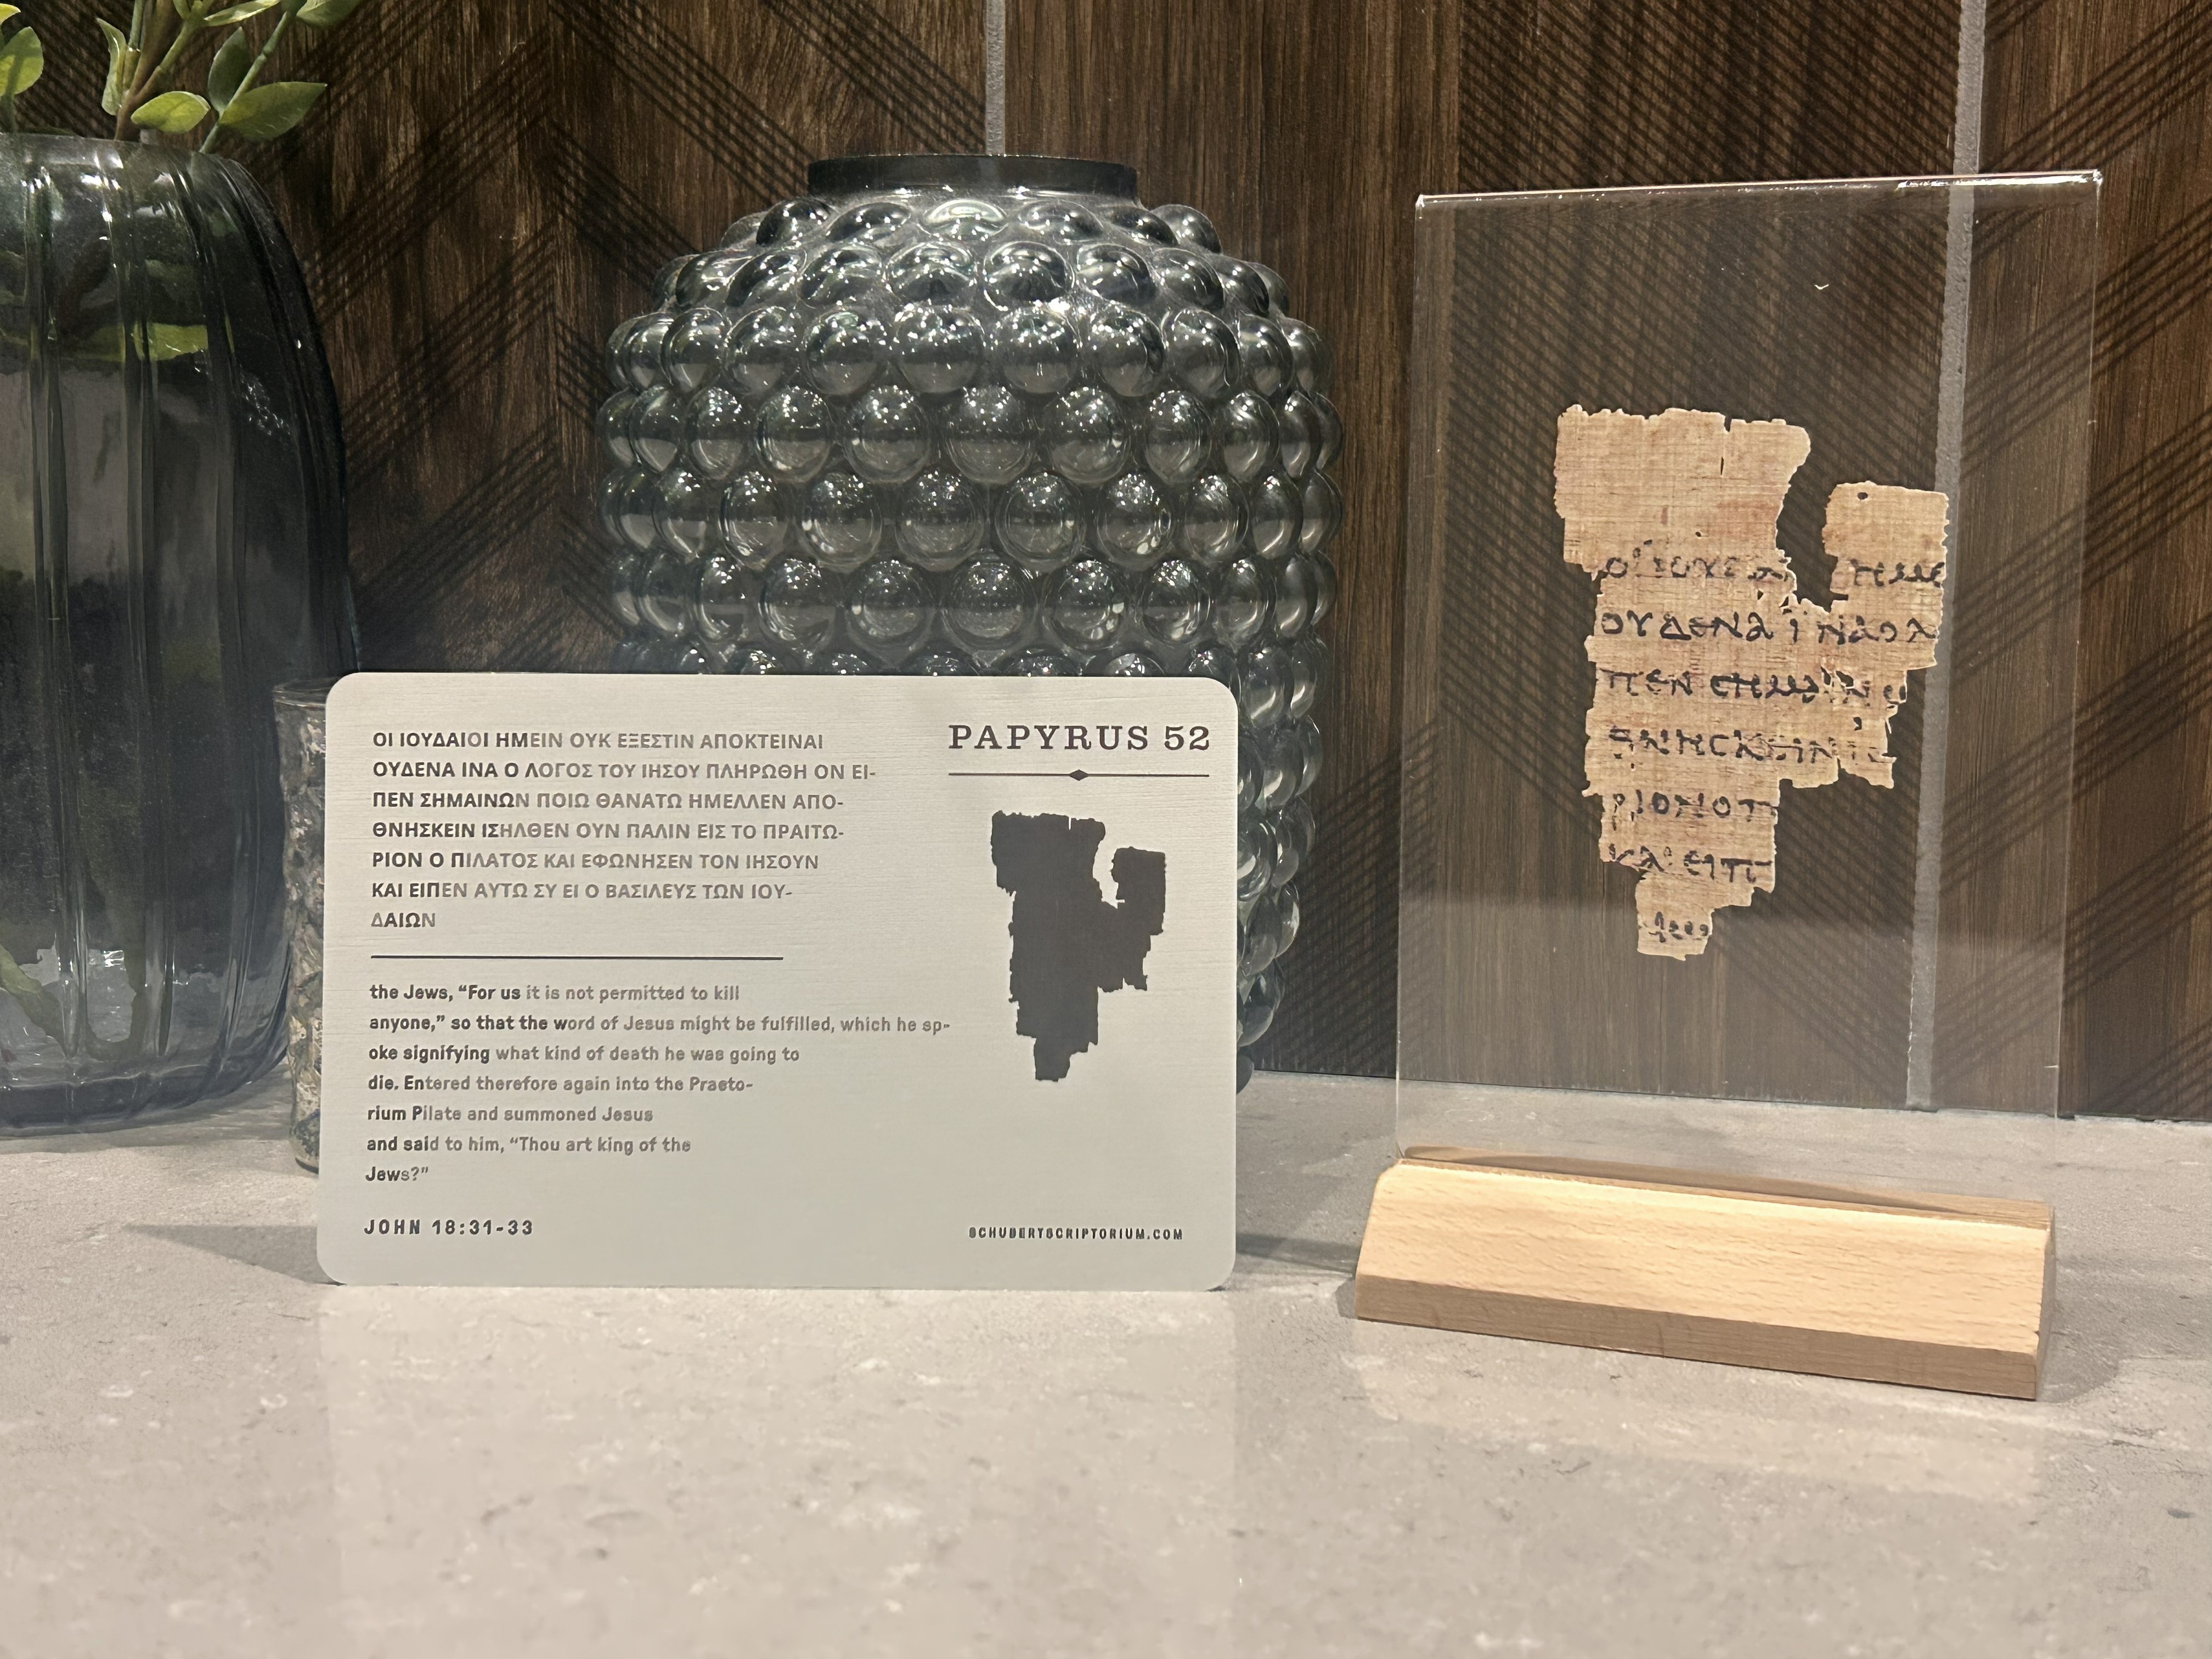 ΟΙ ΙΟΥΔΑΙΟΙ ΗΜΕΙΝ ΟΥΚ ΕΞΕΣΤΙΝ ΑΠΟΚΤΕΙΝΑΙ
ΟΥΔΕΝΑ ΙΝΑ Ο ΛΟΓΟΣ ΤΟΥ ΙΗΣΟΥ ΠΛΗΡΩΘΗ ΟΝ ΕΙ-
ΠΕΝ ΣΗΜΑΙΝΩΝ ΠΟΙΩ ΘΑΝΑΤΩ ΗΜΕΛΛΕΝ ΑΠΟ-
ΘΝΗΣΚΕΙΝ ΙΣΗΛΘΕΝ ΟΥΝ ΠΑΛΙΝ ΕΙΣ ΤΟ ΠΡΑΙΤΩ-
ΡΙΟΝ Ο ΠΙΛΑΤΟΣ ΚΑΙ ΕΦΩΝΗΣΕΝ ΤΟΝ ΙΗΣΟΥΝ
ΚΑΙ ΕΙΠΕΝ ΑΥΤΩ ΣΥ ΕΙ Ο ΒΑΣΙΛΕΥΣ ΤΩΝ ΙΟΥ-
ΔΑΙΩΝ
the Jews, “For us it is not permitted to kill
anyone,” so that the word of Jesus might be fulfilled, which he sp-
oke signifying what kind of death he was going to
die. Entered therefore again into the Praeto-
rium Pilate and summoned Jesus
and said to him, “Thou art king of the
Jews?”
JOHN 18:31-33
PAPYRUS 52
SCHUBERTSCRIPTORIUM.COM
ΟΥΔΕΝΑ ΙΝΑ Ο Λ
ΠΕΝ
ΡΙΟΝ Ο Π
ΚΑΙ ΕΙΠ